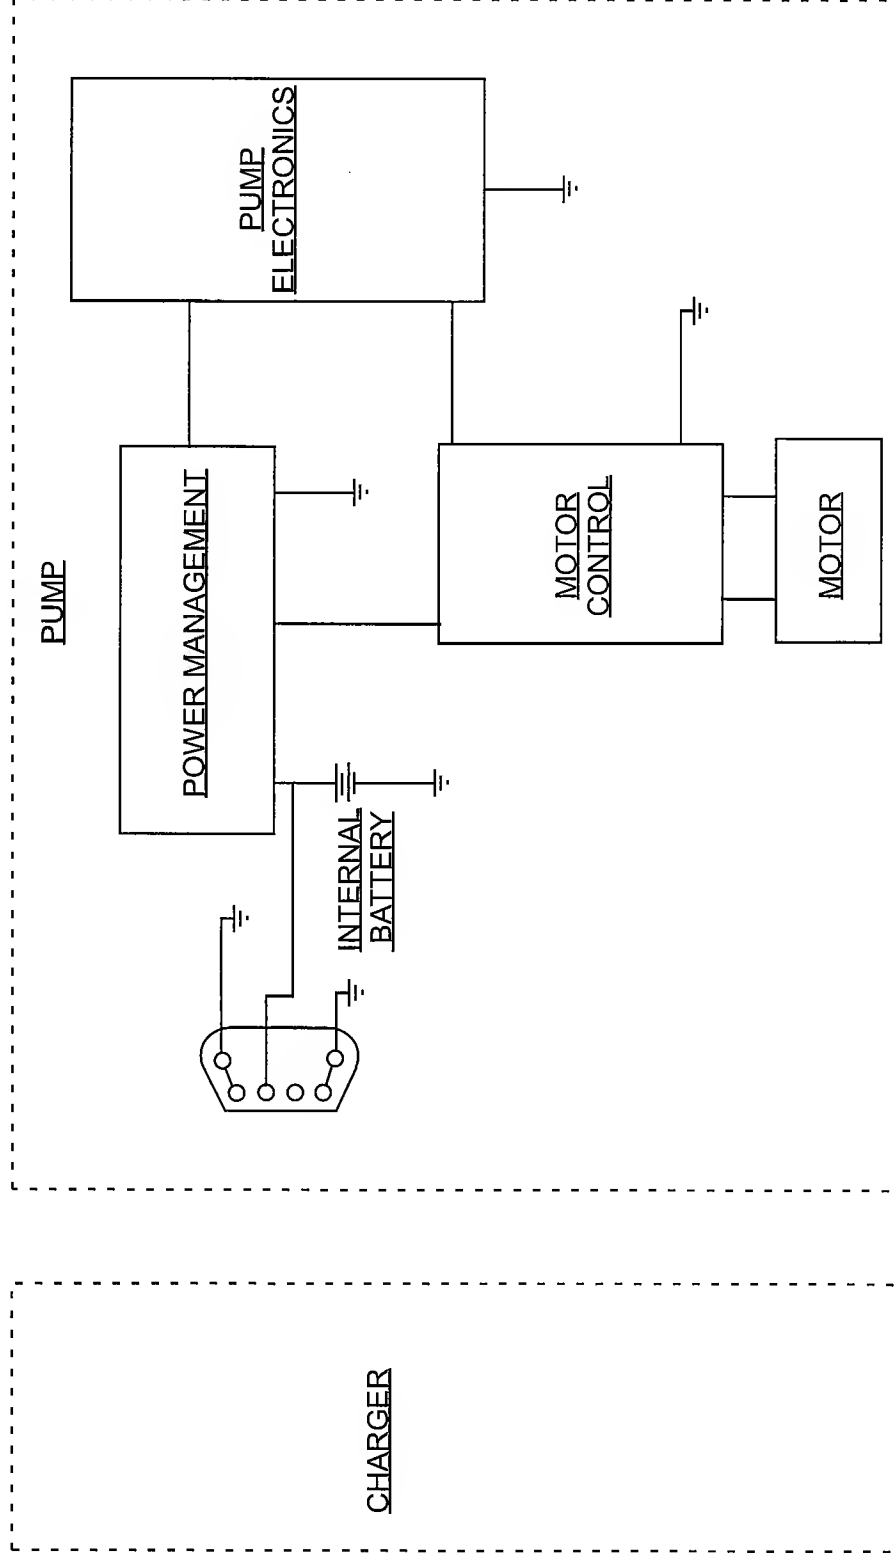 PUMP
PUMP
ELECTRONICS
POWER MANAGEMENT
MOTOR
CONTROL
MOTOR
INTERNAL
BATTERY
CHARGER